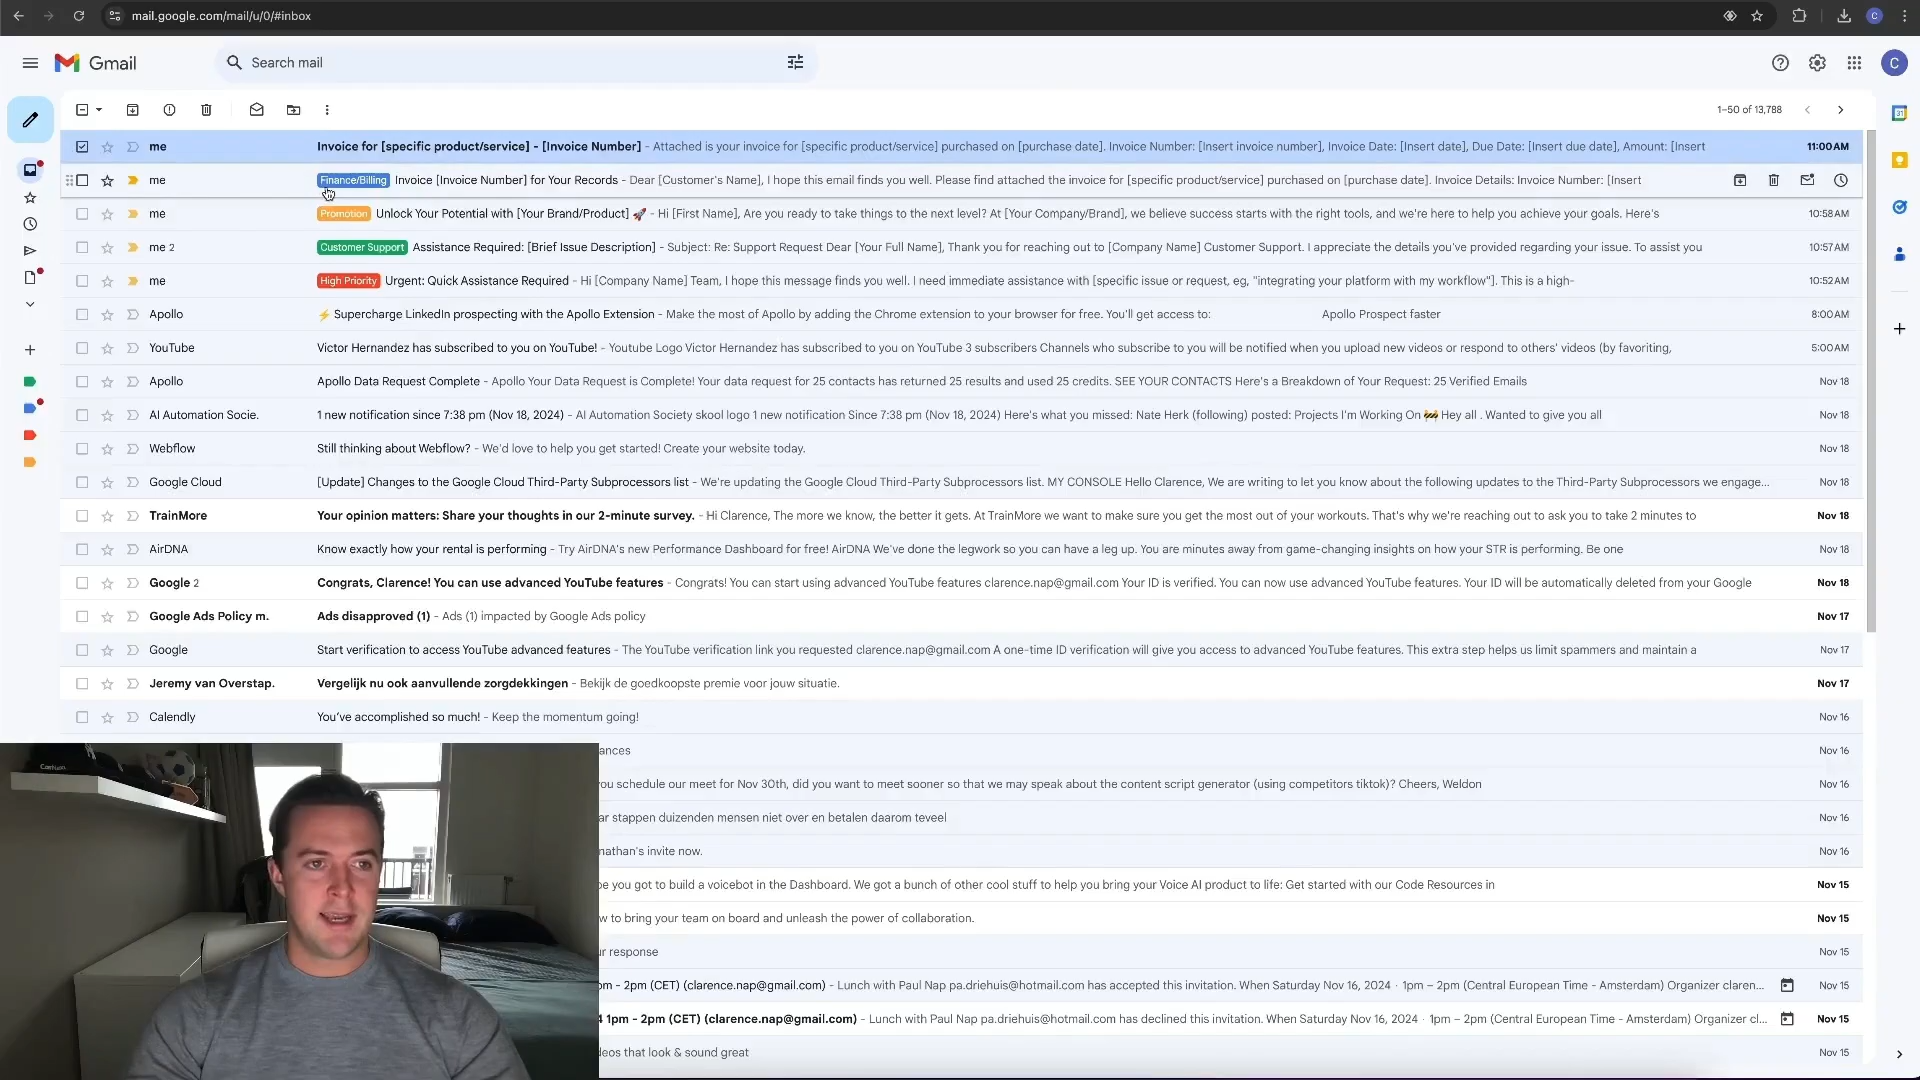 mail.google.com/mail/u/0/#inbox
C
Gmail
Search mail
C
1–50 of 13,788
me Invoice for [specific product/service] - [Invoice Number] - Attached is your invoice for [specific product/service] purchased on [purchase date]. Invoice Number: [Insert invoice number], Invoice Date: [Insert date], Due Date: [Insert due date], Amount: [Insert 11:00 AM
me Finance/Billing Invoice [Invoice Number] for Your Records - Dear [Customer's Name], I hope this email finds you well. Please find attached the invoice for [specific product/service] purchased on [purchase date]. Invoice Details: Invoice Number: [Insert
me Promotion Unlock Your Potential with [Your Brand/Product] 🚀 - Hi [First Name], Are you ready to take things to the next level? At [Your Company/Brand], we believe success starts with the right tools, and we're here to help you achieve your goals. Here's 10:58 AM
me 2 Customer Support Assistance Required: [Brief Issue Description] - Subject: Re: Support Request Dear [Your Full Name], Thank you for reaching out to [Company Name] Customer Support. I appreciate the details you've provided regarding your issue. To assist you 10:57 AM
me High Priority Urgent: Quick Assistance Required - Hi [Company Name] Team, I hope this message finds you well. I need immediate assistance with [specific issue or request, eg, "integrating your platform with my workflow"]. This is a high- 10:52 AM
Apollo ⚡ Supercharge LinkedIn prospecting with the Apollo Extension - Make the most of Apollo by adding the Chrome extension to your browser for free. You'll get access to: Apollo Prospect faster 8:00 AM
YouTube Victor Hernandez has subscribed to you on YouTube! - Youtube Logo Victor Hernandez has subscribed to you on YouTube 3 subscribers Channels who subscribe to you will be notified when you upload new videos or respond to others' videos (by favoriting, 5:00 AM
Apollo Apollo Data Request Complete - Apollo Your Data Request is Complete! Your data request for 25 contacts has returned 25 results and used 25 credits. SEE YOUR CONTACTS Here's a Breakdown of Your Request: 25 Verified Emails Nov 18
AI Automation Socie. 1 new notification since 7:38 pm (Nov 18, 2024) - AI Automation Society skool logo 1 new notification Since 7:38 pm (Nov 18, 2024) Here's what you missed: Nate Herk (following) posted: Projects I'm Working On 🚧 Hey all . Wanted to give you all Nov 18
Webflow Still thinking about Webflow? - We'd love to help you get started! Create your website today. Nov 18
Google Cloud [Update] Changes to the Google Cloud Third-Party Subprocessors list - We're updating the Google Cloud Third-Party Subprocessors list. MY CONSOLE Hello Clarence, We are writing to let you know about the following updates to the Third-Party Subprocessors we engage... Nov 18
TrainMore Your opinion matters: Share your thoughts in our 2-minute survey. - Hi Clarence, The more we know, the better it gets. At TrainMore we want to make sure you get the most out of your workouts. That's why we're reaching out to ask you to take 2 minutes to Nov 18
AirDNA Know exactly how your rental is performing - Try AirDNA's new Performance Dashboard for free! AirDNA We've done the legwork so you can have a leg up. You are minutes away from game-changing insights on how your STR is performing. Be one Nov 18
Google 2 Congrats, Clarence! You can use advanced YouTube features - Congrats! You can start using advanced YouTube features clarence.nap@gmail.com Your ID is verified. You can now use advanced YouTube features. Your ID will be automatically deleted from your Google Nov 18
Google Ads Policy m. Ads disapproved (1) - Ads (1) impacted by Google Ads policy Nov 17
Google Start verification to access YouTube advanced features - The YouTube verification link you requested clarence.nap@gmail.com A one-time ID verification will give you access to advanced YouTube features. This extra step helps us limit spammers and maintain a Nov 17
Jeremy van Overstap. Vergelijk nu ook aanvullende zorgdekkingen - Bekijk de goedkoopste premie voor jouw situatie. Nov 17
Calendly You've accomplished so much! - Keep the momentum going! Nov 16
ances Nov 16
ou schedule our meet for Nov 30th, did you want to meet sooner so that we may speak about the content script generator (using competitors tiktok)? Cheers, Weldon Nov 16
ar stappen duizenden mensen niet over en betalen daarom teveel Nov 16
nathan's invite now. Nov 16
pe you got to build a voicebot in the Dashboard. We got a bunch of other cool stuff to help you bring your Voice AI product to life: Get started with our Code Resources in Nov 15
w to bring your team on board and unleash the power of collaboration. Nov 15
ur response Nov 15
pm - 2pm (CET) (clarence.nap@gmail.com) - Lunch with Paul Nap pa.driehuis@hotmail.com has accepted this invitation. When Saturday Nov 16, 2024 · 1pm – 2pm (Central European Time - Amsterdam) Organizer claren... Nov 15
4 1pm - 2pm (CET) (clarence.nap@gmail.com) - Lunch with Paul Nap pa.driehuis@hotmail.com has declined this invitation. When Saturday Nov 16, 2024 · 1pm – 2pm (Central European Time - Amsterdam) Organizer cl... Nov 15
deos that look & sound great Nov 15